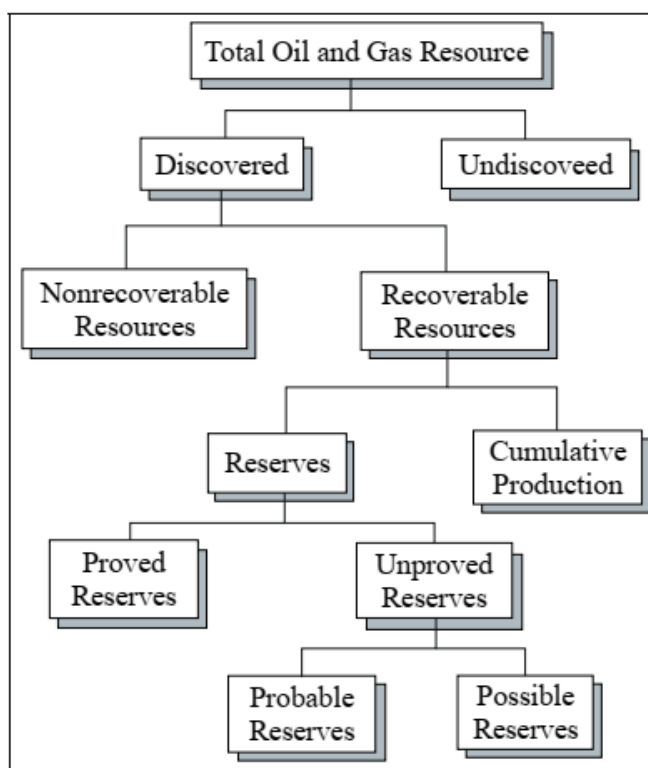 Total Oil and Gas Resource
Discovered
Undiscoveed
Nonrecoverable
Resources
Recoverable
Resources
Reserves
Cumulative
Production
Proved
Reserves
Unproved
Reserves
Probable
Reserves
Possible
Reserves